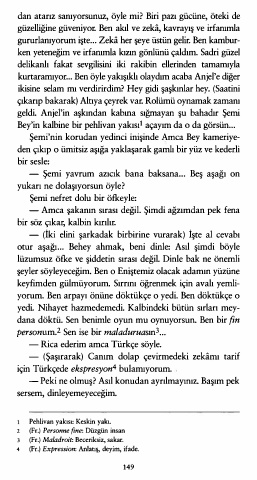 dan atarız sanıyorsunuz, öyle mi? Biri pazı gücüne, öteki de
güzelliğine güveniyor. Ben akıl ve zekâ, kavrayış ve irfanımla
gururlanıyorum işte... Zekâ her şeye üstün gelir. Ben kambur-
ken yeteneğim ve irfanımla kızın gönlünü çaldım. Sadri güzel
delikanlı fakat sevgilisini iki rakibin ellerinden tamamıyla
kurtaramıyor... Ben öyle yakışıklı olaydım acaba Anjel'e diğer
ikisine selam mı verdirirdim? Hey gidi şaşkınlar hey. (Saatini
çıkarıp bakarak) Altıya çeyrek var. Rolümü oynamak zamanı
geldi. Anjel'in aşkından kabına sığmayan şu bahadır Şemi
Bey'in kalbine bir pehlivan yakısı¹ açayım da o da görsün...
Şemi'nin korudan yedinci inişinde Amca Bey kameriye-
den çıkıp o ümitsiz aşığa yaklaşarak gamlı bir yüz ve kederli
bir sesle:
— Şemi yavrum azıcık bana baksana... Beş aşağı on
yukarı ne dolaşıyorsun öyle?
Şemi nefret dolu bir öfkeyle:
— Amca şakanın sırası değil. Şimdi ağzımdan pek fena
bir söz çıkar, kalbin kırılır.
— (İki elini şarkadak birbirine vurarak) İşte al cevabı
otur aşağı... Behey ahmak, beni dinle: Asıl şimdi böyle
lüzumsuz öfke ve şiddetin sırası değil. Dinle bak ne önemli
şeyler söyleyeceğim. Ben o Eniştemiz olacak adamın yüzüne
keyfimden gülmüyorum. Sırrını öğrenmek için avalı yemli-
yorum. Ben arpayı önüne döktükçe o yedi. Ben döktükçe o
yedi. Nihayet hazmedemedi. Kalbindeki bütün sırları mey-
dana döktü. Sen benimle oyun mu oynuyorsun. Ben bir fin
personum.² Sen ise bir maladuruasın³...
— Rica ederim amca Türkçe söyle.
— (Şaşırarak) Canım dolap çevirmedeki zekâmı tarif
için Türkçede ekspresyon⁴ bulamıyorum.
— Peki ne olmuş? Asıl konudan ayrılmayınız. Başım pek
sersem, dinleyemeyeceğim.
1 Pehlivan yakısı: Keskin yakı.
2 (Fr.) Personne fine: Düzgün insan
3 (Fr.) Maladroit: Beceriksiz, sakar.
4 (Fr.) Expression: Anlatış, deyim, ifade.
149